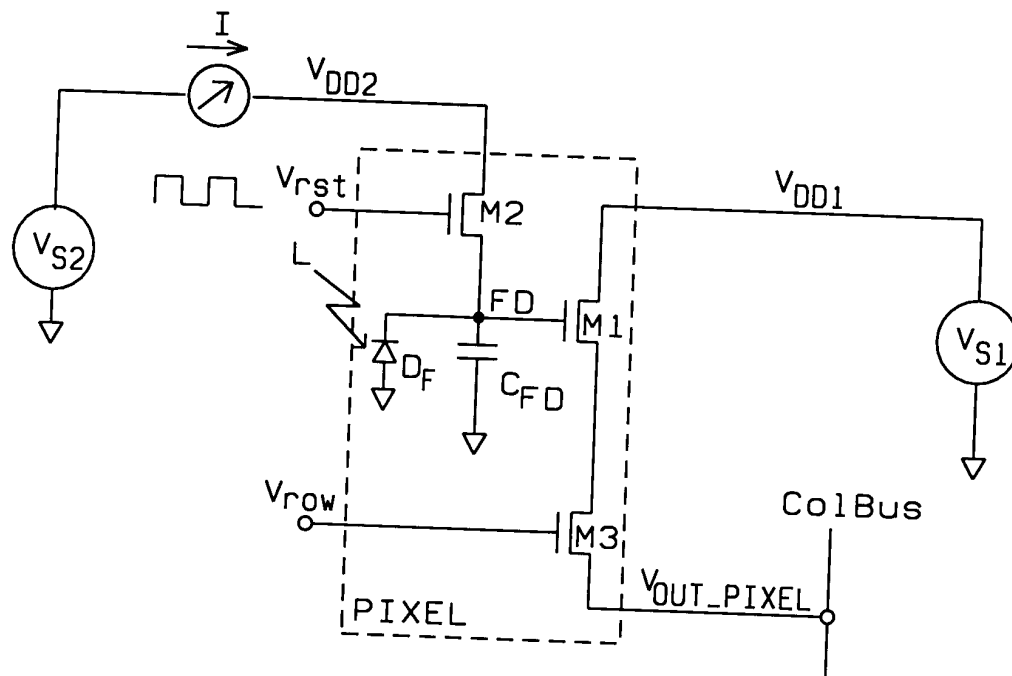 I
VDD2
Vrst
M2
VDD1
VS2
L
FD
M1
VS1
DF
CFD
Vrow
M3
ColBus
VOUT_PIXEL
PIXEL